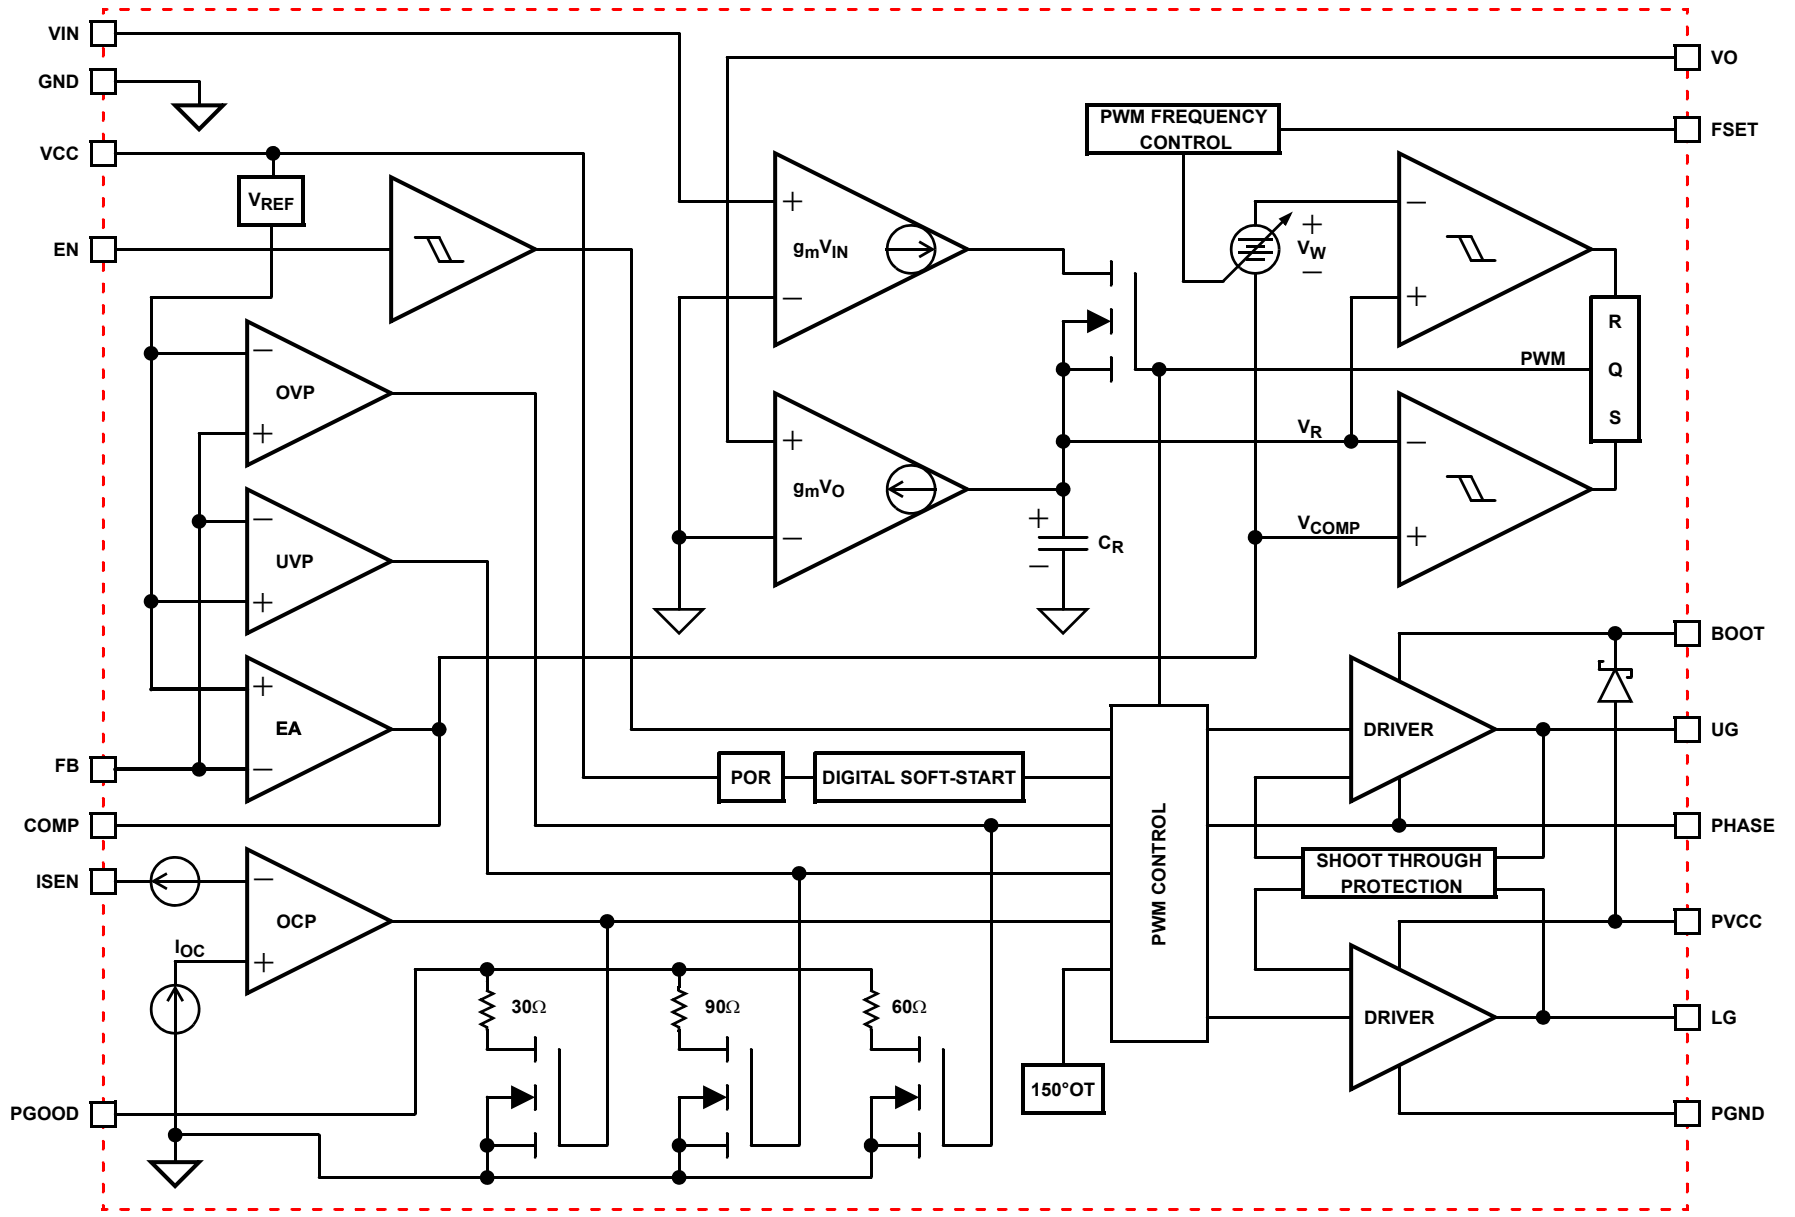 VIN
VO
GND
PWM FREQUENCY
CONTROL
FSET
VCC
VREF
+
−
EN
gmVIN
+
VW
−
−
+
R
Q
S
PWM
OVP
−
+
gmVO
+
−
VR
−
VCOMP
+
+
CR
−
UVP
−
+
BOOT
EA
+
−
DRIVER
UG
FB
POR
DIGITAL SOFT-START
COMP
PHASE
PWM CONTROL
SHOOT THROUGH
PROTECTION
ISEN
−
OCP
+
IOC
PVCC
30Ω
90Ω
60Ω
DRIVER
LG
150°OT
PGOOD
PGND